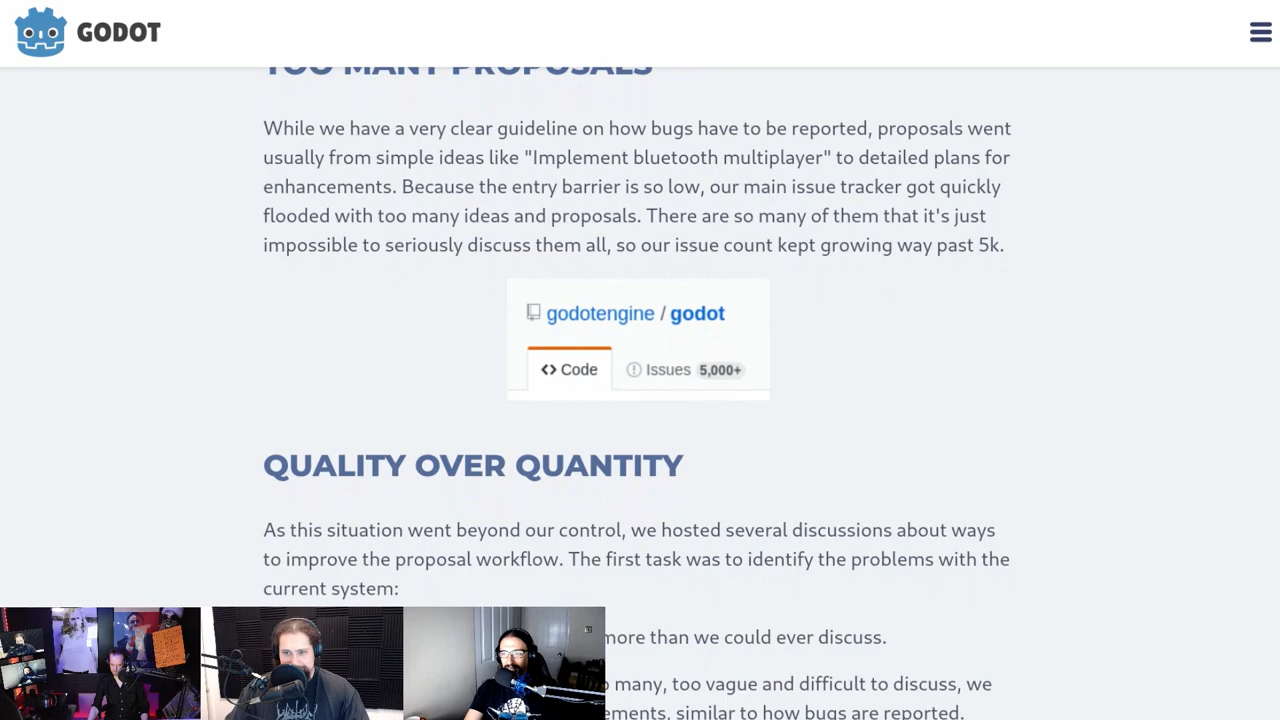 GODOT
TOO MANY PROPOSALS
While we have a very clear guideline on how bugs have to be reported, proposals went
usually from simple ideas like "Implement bluetooth multiplayer" to detailed plans for
enhancements. Because the entry barrier is so low, our main issue tracker got quickly
flooded with too many ideas and proposals. There are so many of them that it's just
impossible to seriously discuss them all, so our issue count kept growing way past 5k.
godotengine / godot
<> Code Issues 5,000+
QUALITY OVER QUANTITY
As this situation went beyond our control, we hosted several discussions about ways
to improve the proposal workflow. The first task was to identify the problems with the
current system:
more than we could ever discuss.
many, too vague and difficult to discuss, we
ements, similar to how bugs are reported.